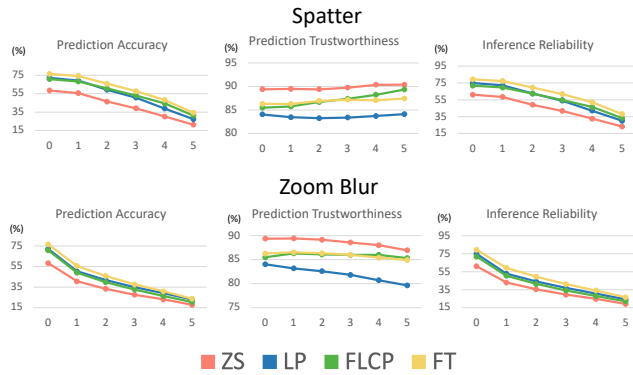 Spatter
Prediction Accuracy
(%)
75
55
35
15
0 1 2 3 4 5
Prediction Trustworthiness
(%)
95
90
85
80
0 1 2 3 4 5
Inference Reliability
(%)
95
75
55
35
15
0 1 2 3 4 5
Zoom Blur
Prediction Accuracy
(%)
75
55
35
15
0 1 2 3 4 5
Prediction Trustworthiness
(%)
90
85
80
75
0 1 2 3 4 5
Inference Reliability
(%)
95
75
55
35
15
0 1 2 3 4 5
ZS LP FLCP FT